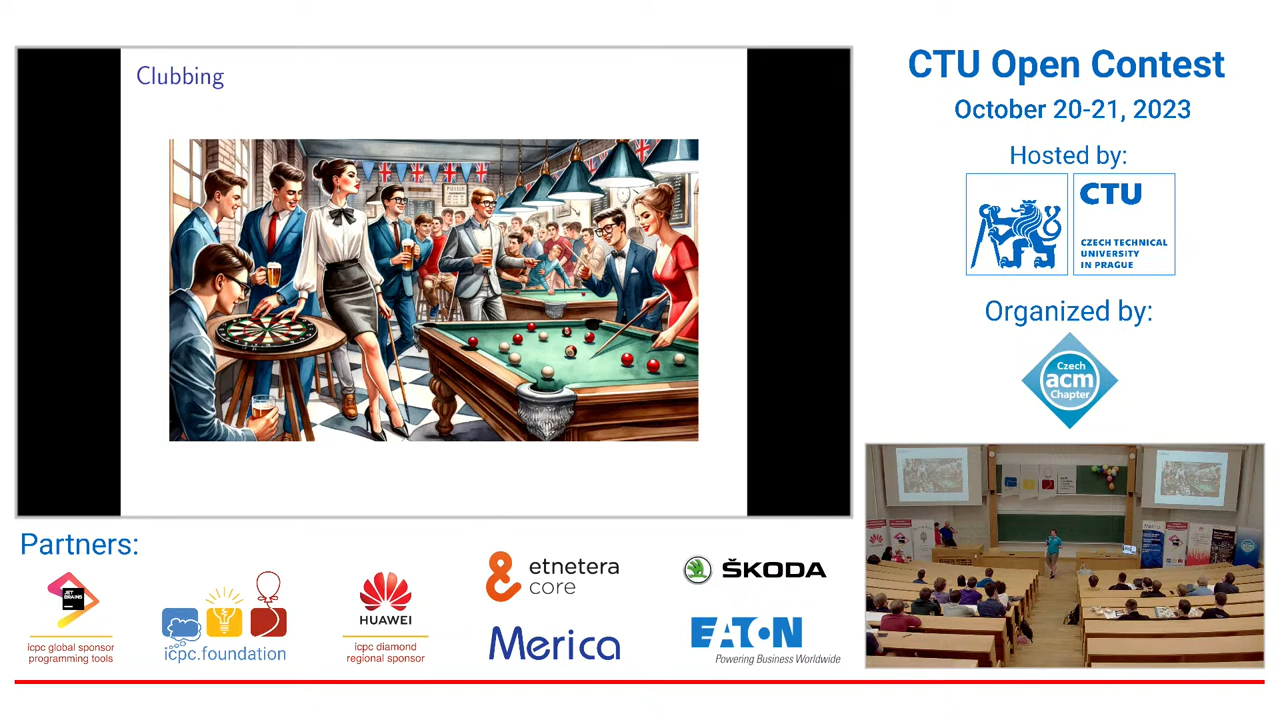 Clubbing
CTU Open Contest
October 20-21, 2023
Hosted by:
CTU
CZECH TECHNICAL
UNIVERSITY
IN PRAGUE
Organized by:
Czech
acm
Chapter
Partners:
JET
BRAINS
icpc global sponsor
programming tools
icpc.foundation
HUAWEI
icpc diamond
regional sponsor
etnetera
core
Merica
ŠKODA
EATON
Powering Business Worldwide